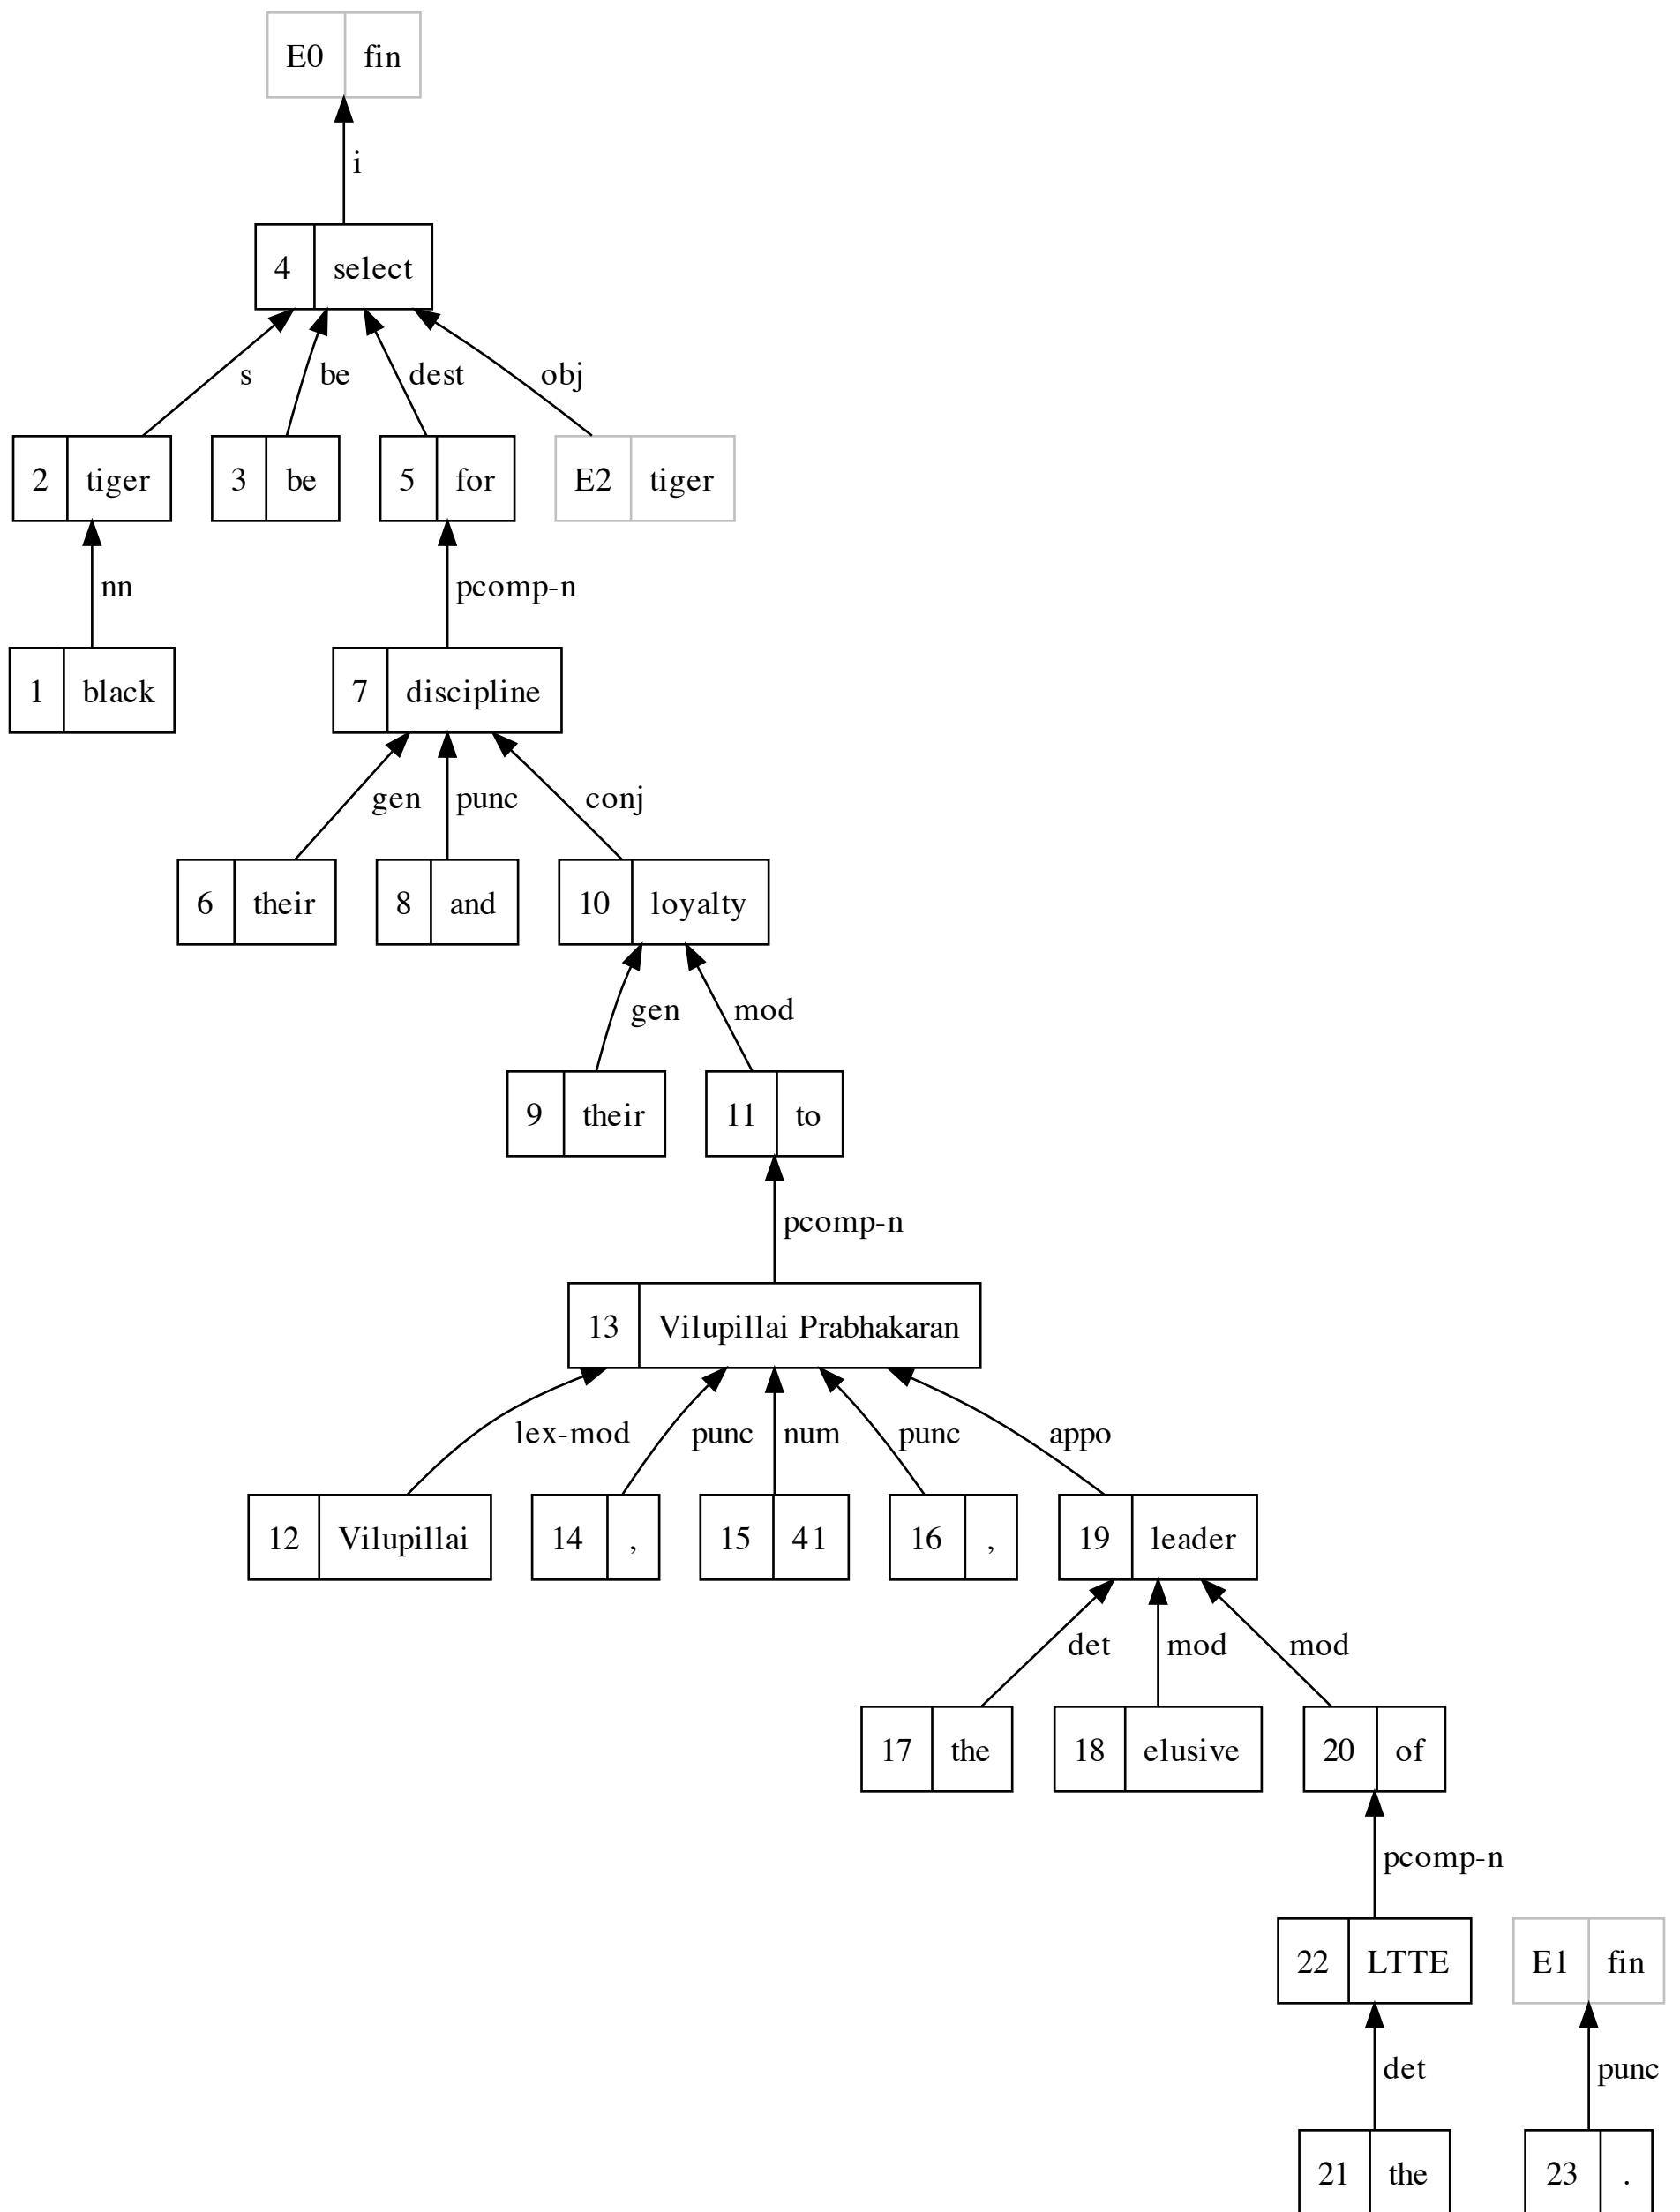 E0 fin
i
4 select
s be dest obj
2 tiger 3 be 5 for E2 tiger
nn pcomp-n
1 black 7 discipline
gen punc conj
6 their 8 and 10 loyalty
gen mod
9 their 11 to
pcomp-n
13 Vilupillai Prabhakaran
lex-mod punc num punc appo
12 Vilupillai 14 , 15 41 16 , 19 leader
det mod mod
17 the 18 elusive 20 of
pcomp-n
22 LTTE E1 fin
det punc
21 the 23 .